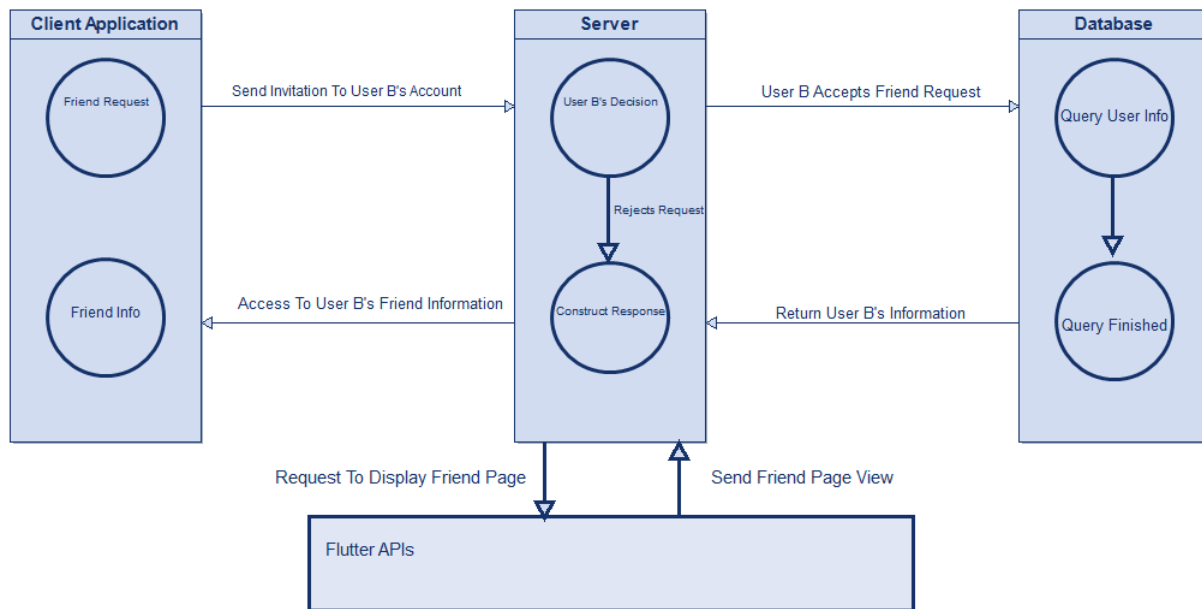 Client Application
Server
Database
Friend Request
Send Invitation To User B's Account
User B's Decision
User B Accepts Friend Request
Query User Info
Rejects Request
Friend Info
Access To User B's Friend Information
Construct Response
Return User B's Information
Query Finished
Request To Display Friend Page
Send Friend Page View
Flutter APIs